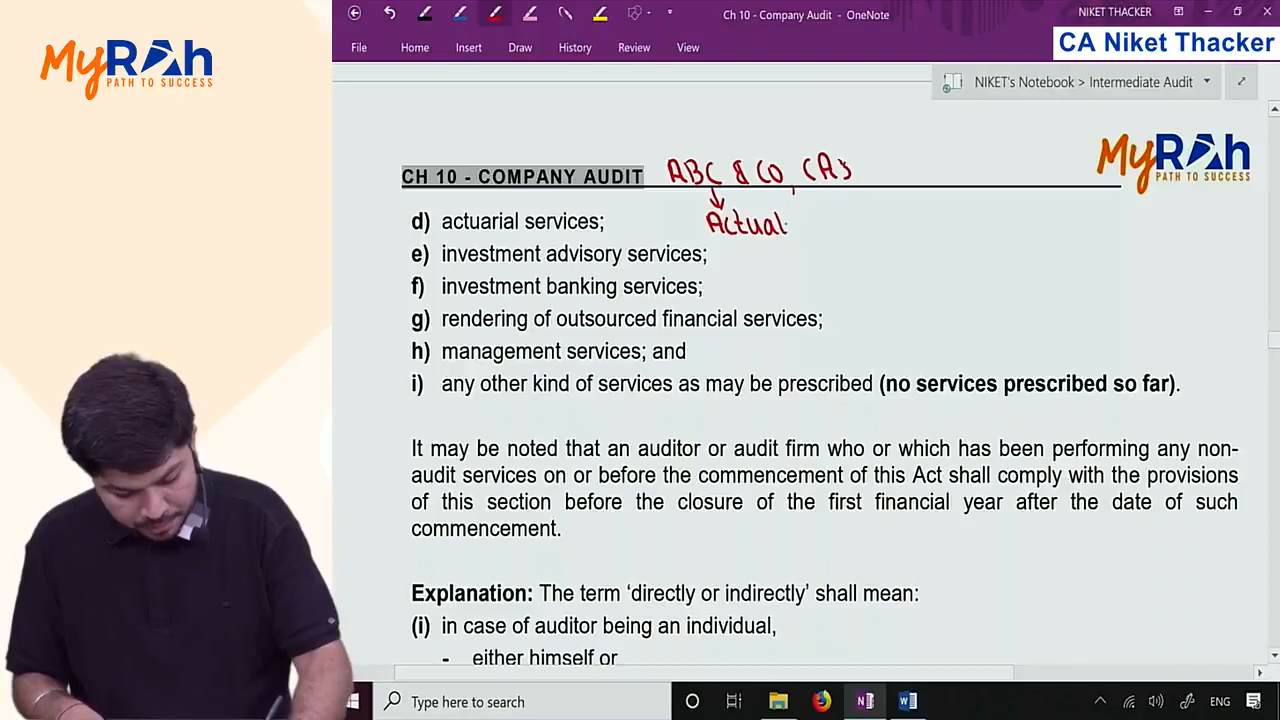 MyRah
PATH TO SUCCESS
Ch 10 - Company Audit - OneNote
NIKET THACKER
File Home Insert Draw History Review View
CA Niket Thacker
NIKET's Notebook > Intermediate Audit
MyRah
PATH TO SUCCESS
CH 10 - COMPANY AUDIT ABC & CO, CA's
d) actuarial services; Actual
e) investment advisory services;
f) investment banking services;
g) rendering of outsourced financial services;
h) management services; and
i) any other kind of services as may be prescribed (no services prescribed so far).
It may be noted that an auditor or audit firm who or which has been performing any non-
audit services on or before the commencement of this Act shall comply with the provisions
of this section before the closure of the first financial year after the date of such
commencement.
Explanation: The term ‘directly or indirectly’ shall mean:
(i) in case of auditor being an individual,
- either himself or
Type here to search
ENG